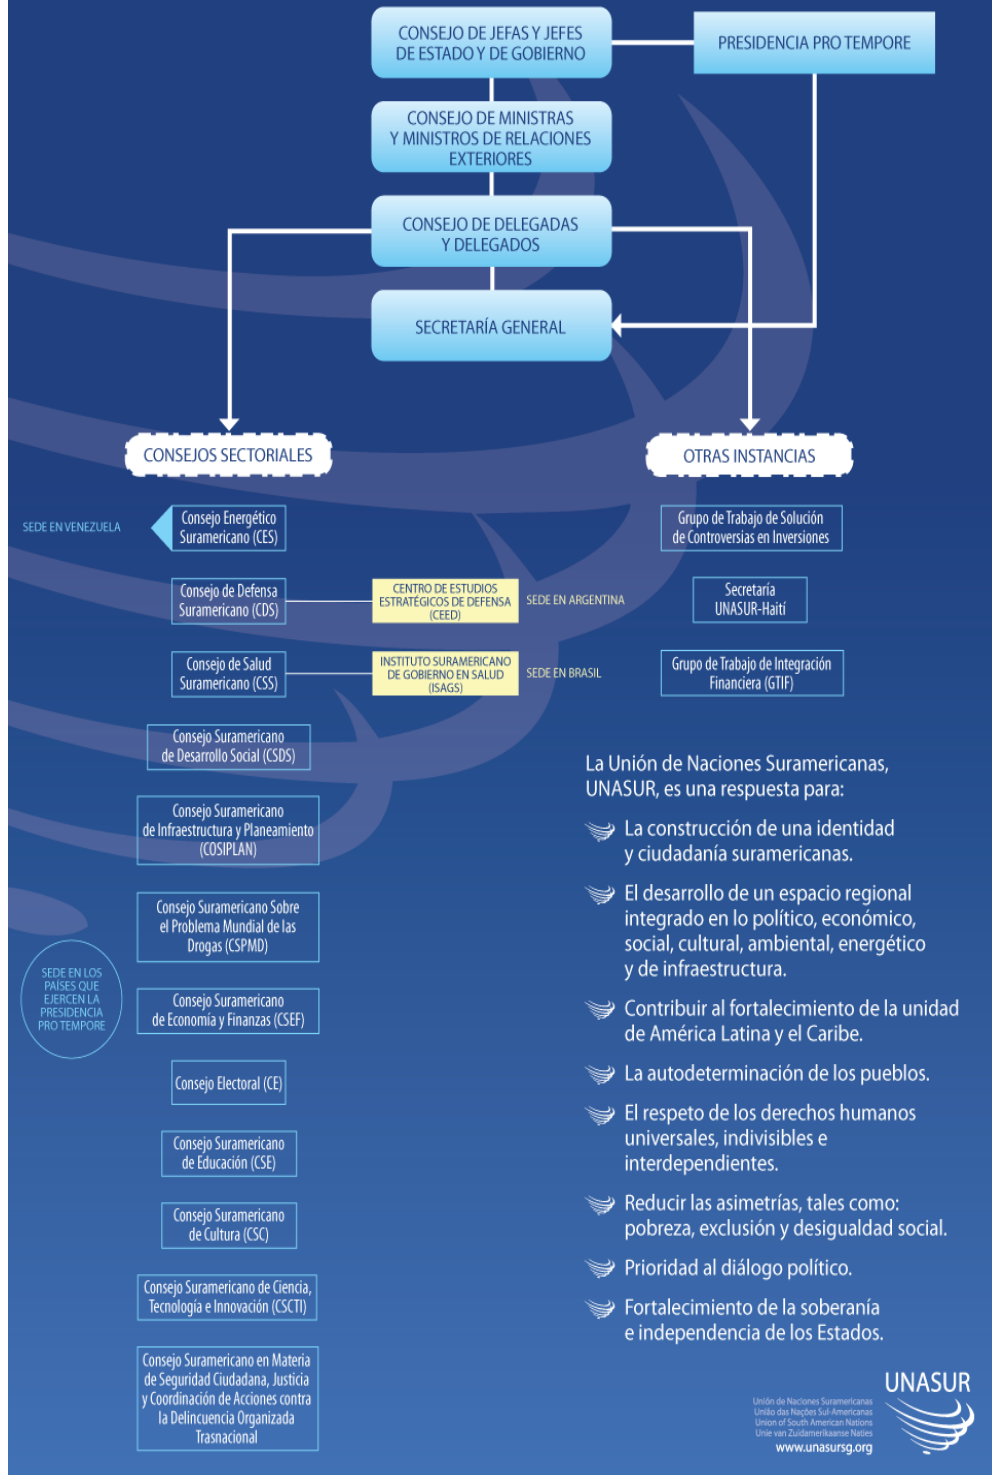 CONSEJO DE JEFAS Y JEFES
DE ESTADO Y DE GOBIERNO
PRESIDENCIA PRO TEMPORE
CONSEJO DE MINISTRAS
Y MINISTROS DE RELACIONES
EXTERIORES
CONSEJO DE DELEGADAS
Y DELEGADOS
SECRETARÍA GENERAL
CONSEJOS SECTORIALES
SEDE EN VENEZUELA
Consejo Energético
Suramericano (CES)
Consejo de Defensa
Suramericano (CDS)
CENTRO DE ESTUDIOS
ESTRATÉGICOS DE DEFENSA
(CEED)
SEDE EN ARGENTINA
Consejo de Salud
Suramericano (CSS)
INSTITUTO SURAMERICANO
DE GOBIERNO EN SALUD
(ISAGS)
SEDE EN BRASIL
Consejo Suramericano
de Desarrollo Social (CSDS)
Consejo Suramericano
de Infraestructura y Planeamiento
(COSIPLAN)
Consejo Suramericano Sobre
el Problema Mundial de las
Drogas (CSPMD)
SEDE EN LOS
PAÍSES QUE
EJERCEN LA
PRESIDENCIA
PRO TEMPORE
Consejo Suramericano
de Economía y Finanzas (CSEF)
Consejo Electoral (CE)
Consejo Suramericano
de Educación (CSE)
Consejo Suramericano
de Cultura (CSC)
Consejo Suramericano de Ciencia,
Tecnología e Innovación (CSCTI)
Consejo Suramericano en Materia
de Seguridad Ciudadana, Justicia
y Coordinación de Acciones contra
la Delincuencia Organizada
Trasnacional
OTRAS INSTANCIAS
Grupo de Trabajo de Solución
de Controversias en Inversiones
Secretaría
UNASUR-Haití
Grupo de Trabajo de Integración
Financiera (GTIF)
La Unión de Naciones Suramericanas,
UNASUR, es una respuesta para:
La construcción de una identidad
y ciudadanía suramericanas.
El desarrollo de un espacio regional
integrado en lo político, económico,
social, cultural, ambiental, energético
y de infraestructura.
Contribuir al fortalecimiento de la unidad
de América Latina y el Caribe.
La autodeterminación de los pueblos.
El respeto de los derechos humanos
universales, indivisibles e
interdependientes.
Reducir las asimetrías, tales como:
pobreza, exclusión y desigualdad social.
Prioridad al diálogo político.
Fortalecimiento de la soberanía
e independencia de los Estados.
UNASUR
Unión de Naciones Suramericanas
União das Nações Sul-Americanas
Union of South American Nations
Unie van Zuidamerikaanse Naties
www.unasursg.org